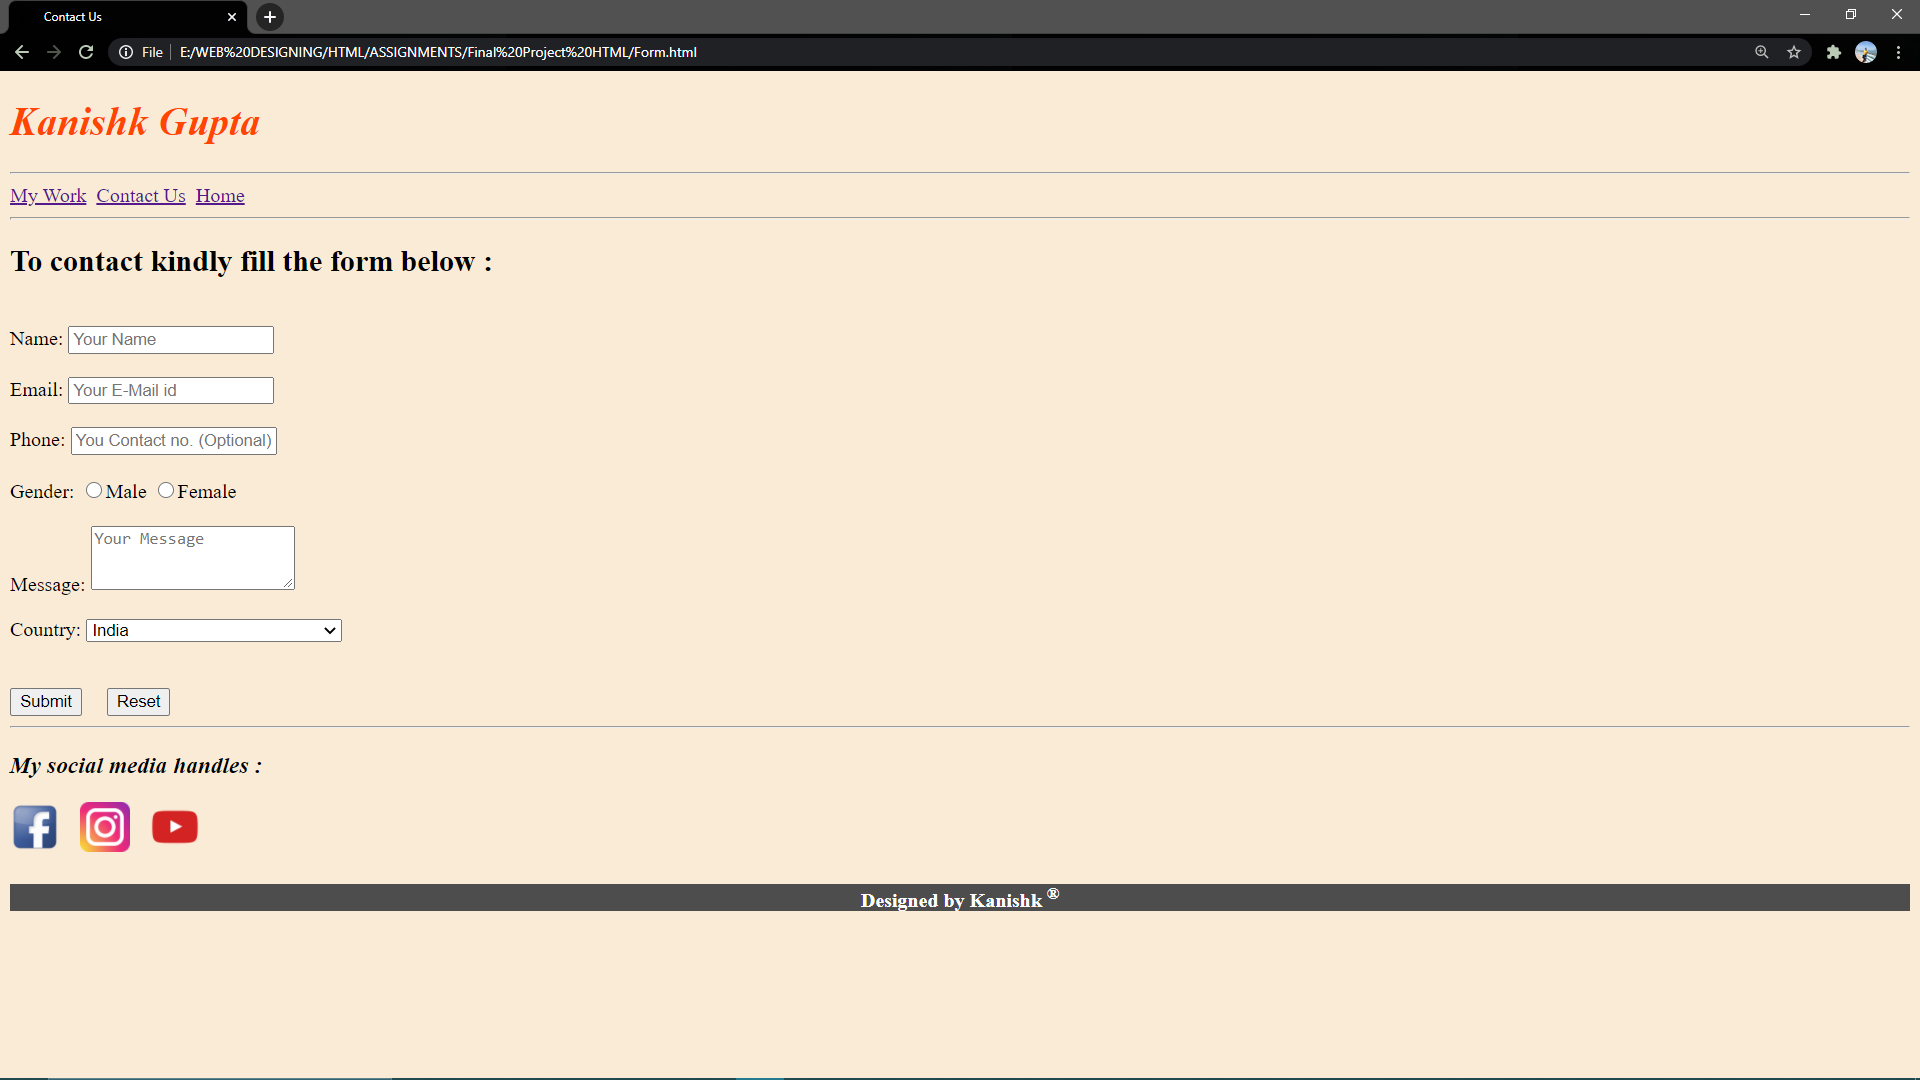 Contact Us
File E:/WEB%20DESIGNING/HTML/ASSIGNMENTS/Final%20Project%20HTML/Form.html
Kanishk Gupta
My Work Contact Us Home
To contact kindly fill the form below :
Name: Your Name
Email: Your E-Mail id
Phone: You Contact no. (Optional)
Gender: Male Female
Your Message
Message:
Country: India
Submit Reset
My social media handles :
Designed by Kanishk ®